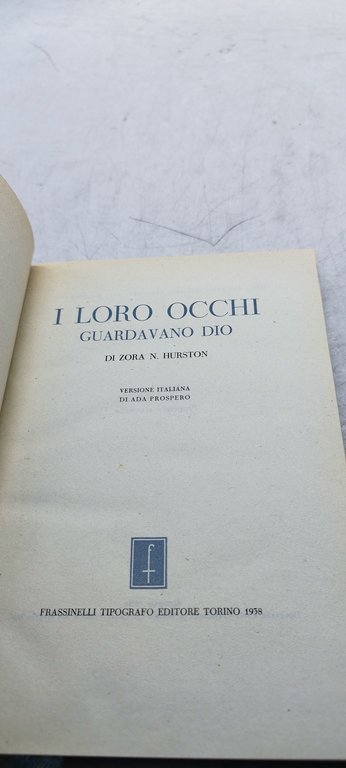 I LORO OCCHI
GUARDAVANO DIO
DI ZORA N. HURSTON
VERSIONE ITALIANA
DI ADA PROSPERO
f
FRASSINELLI TIPOGRAFO EDITORE TORINO 1938